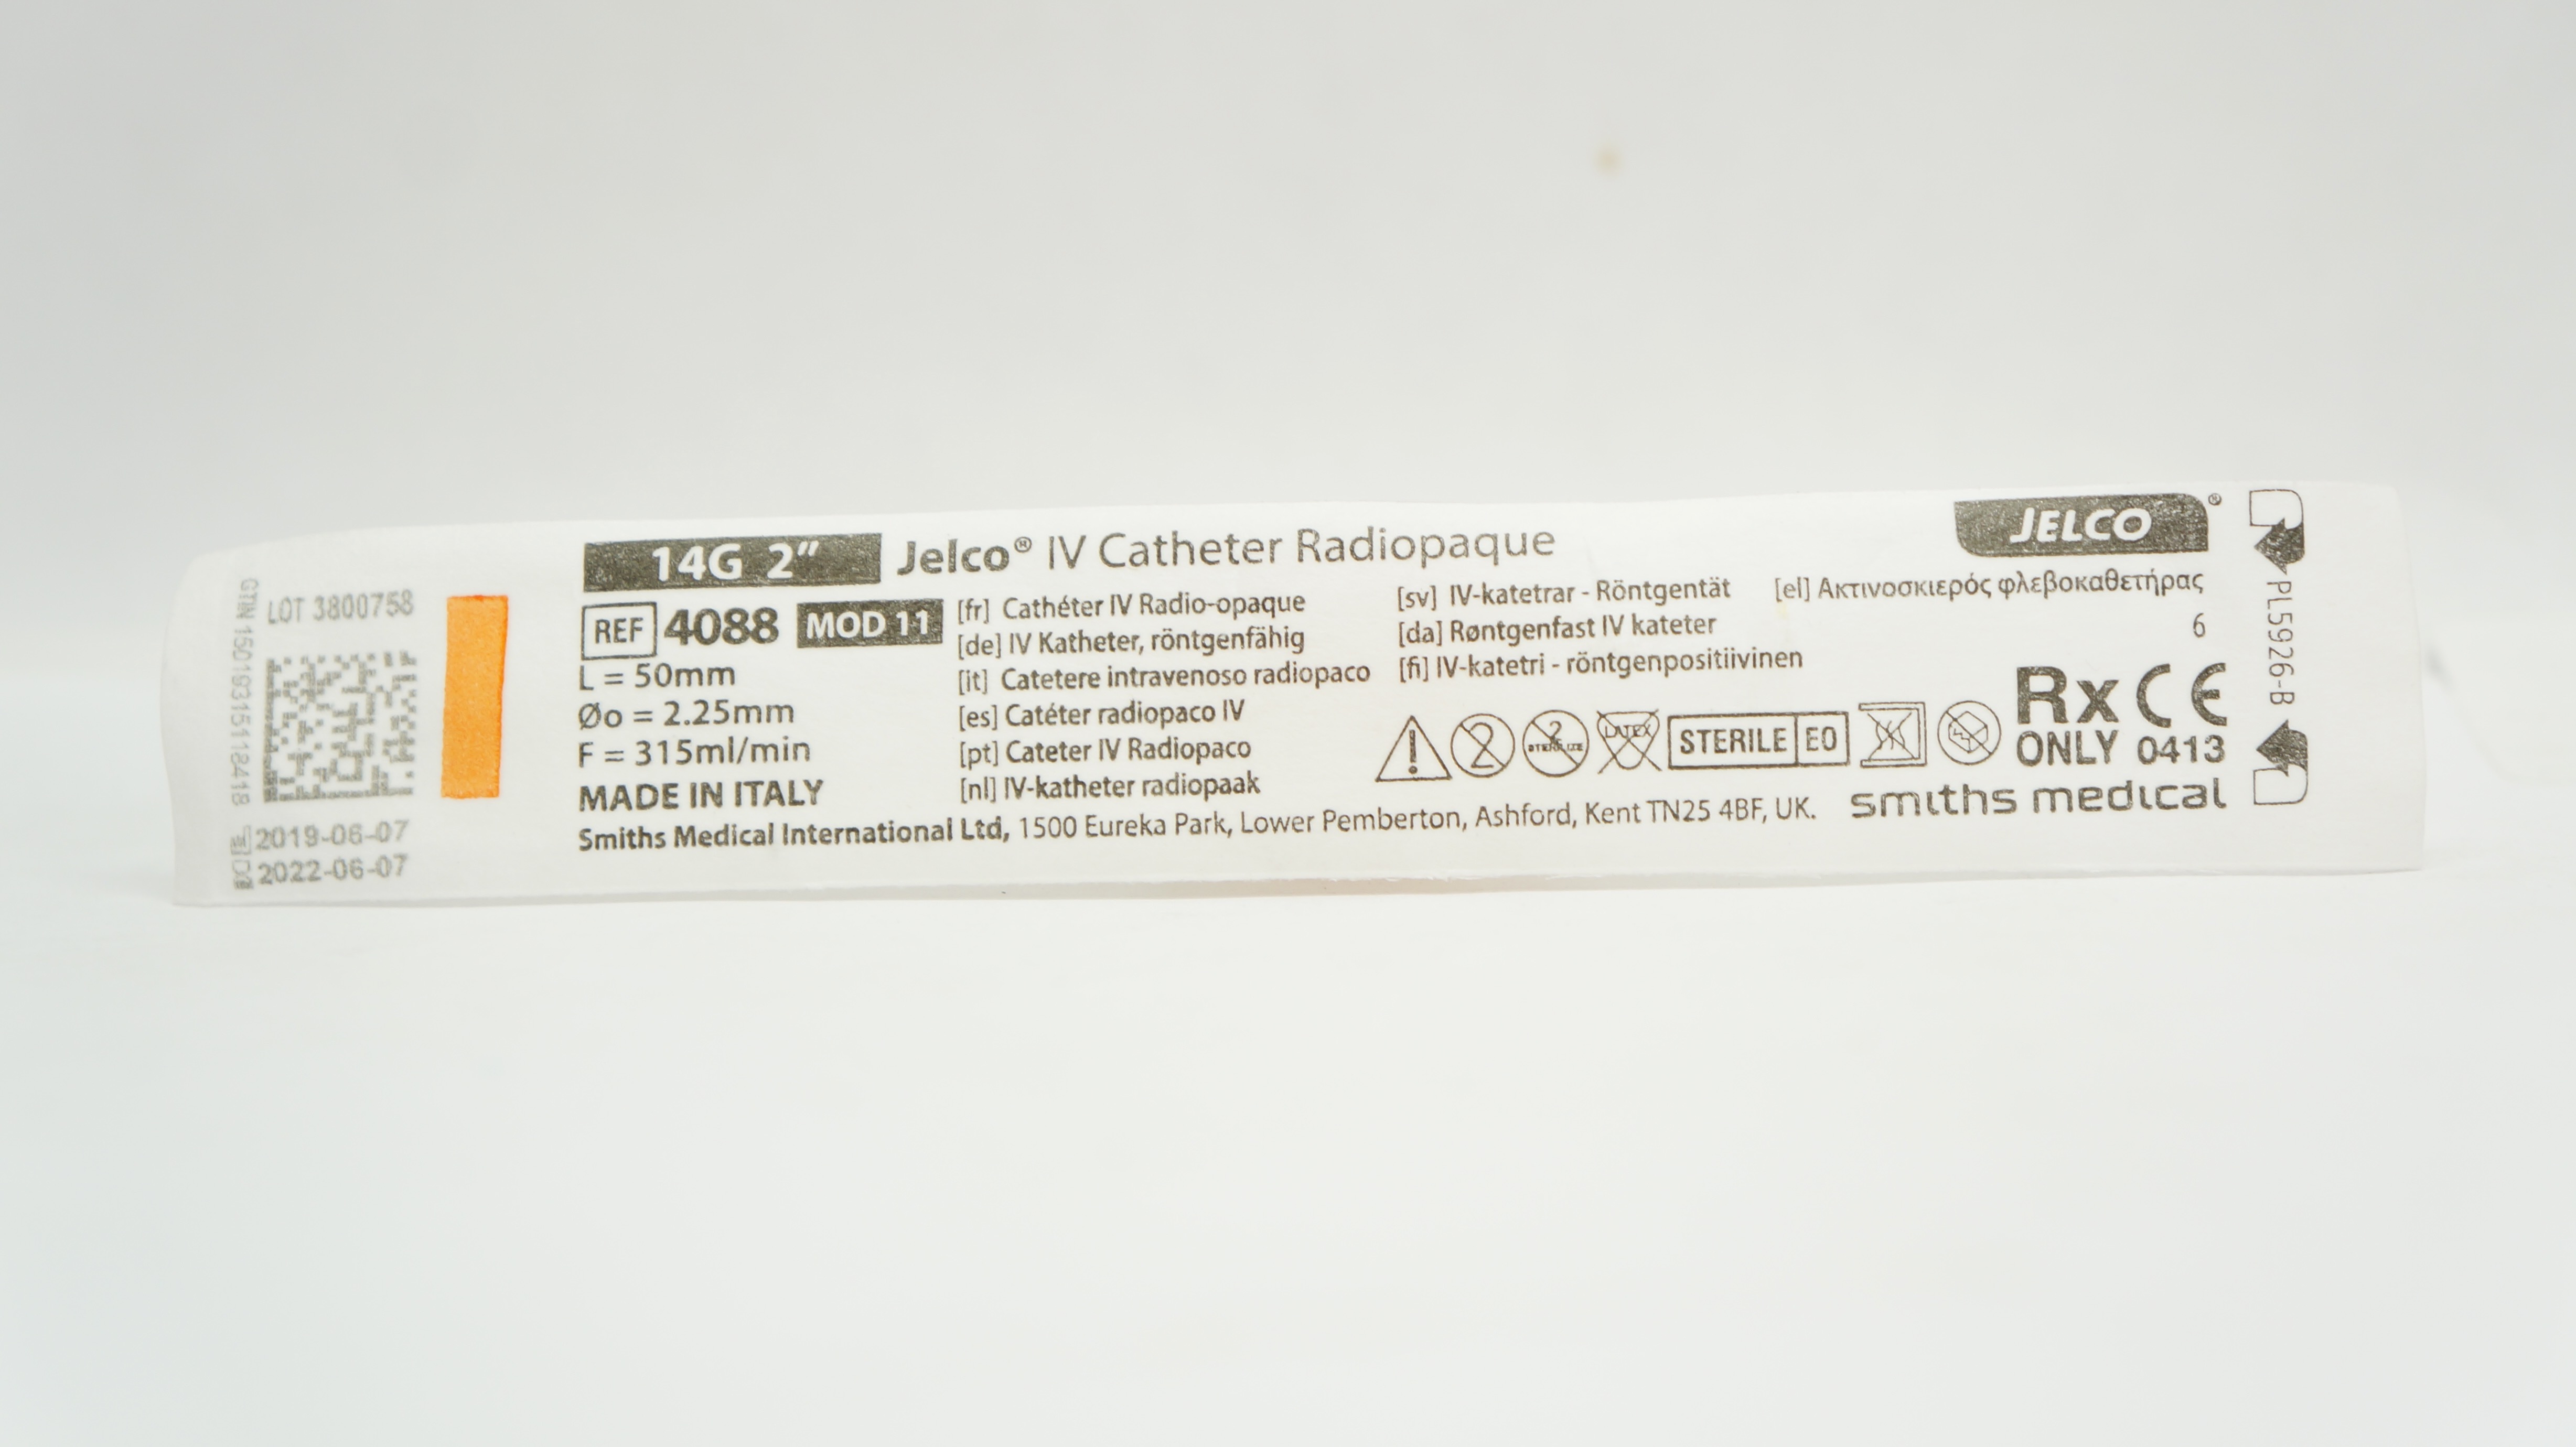 GTIN 15019315118418
LOT 3800758
2019-06-07
2022-06-07
14G 2"
Jelco® IV Catheter Radiopaque
REF 4088 MOD 11
L = 50mm
Øo = 2.25mm
F = 315ml/min
MADE IN ITALY
[fr] Cathéter IV Radio-opaque
[de] IV Katheter, röntgenfähig
[it] Catetere intravenoso radiopaco
[es] Catéter radiopaco IV
[pt] Cateter IV Radiopaco
[nl] IV-katheter radiopaak
[sv] IV-katetrar - Röntgentät
[da] Røntgenfast IV kateter
[fi] IV-katetri - röntgenpositiivinen
[el] Ακτινοσκιερός φλεβοκαθετήρας
6
2
2 STERILIZE
LATEX
STERILE EO
Rx ONLY
CE 0413
Smiths Medical International Ltd, 1500 Eureka Park, Lower Pemberton, Ashford, Kent TN25 4BF, UK.
smiths medical
JELCO®
PL5926-B